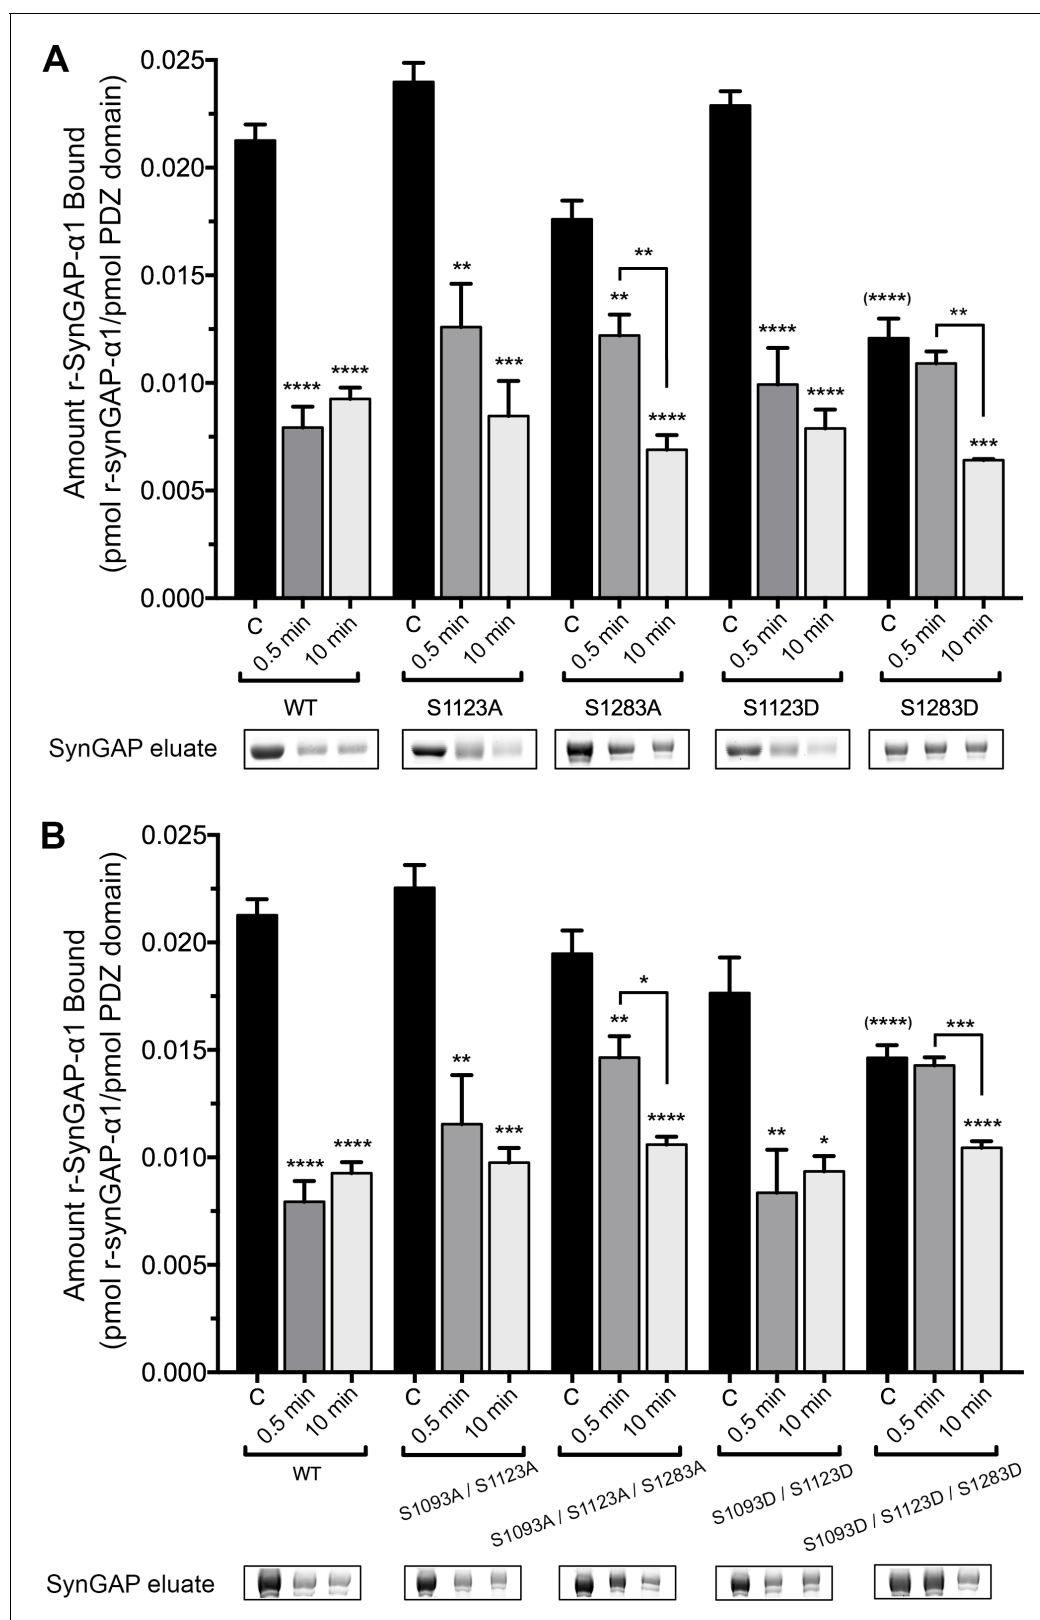 A
Amount r-SynGAP-α1 Bound
(pmol r-synGAP-α1/pmol PDZ domain)
0.025
0.020
0.015
0.010
0.005
0.000
**** ****
** ***
** ** ****
**** ****
(****) ** ***
C 0.5 min 10 min C 0.5 min 10 min C 0.5 min 10 min C 0.5 min 10 min C 0.5 min 10 min
WT S1123A S1283A S1123D S1283D
SynGAP eluate
B
Amount r-SynGAP-α1 Bound
(pmol r-synGAP-α1/pmol PDZ domain)
0.025
0.020
0.015
0.010
0.005
0.000
**** ****
** ***
** * ****
** *
(****) *** ****
C 0.5 min 10 min C 0.5 min 10 min C 0.5 min 10 min C 0.5 min 10 min C 0.5 min 10 min
WT S1093A / S1123A S1093A / S1123A / S1283A S1093D / S1123D S1093D / S1123D / S1283D
SynGAP eluate